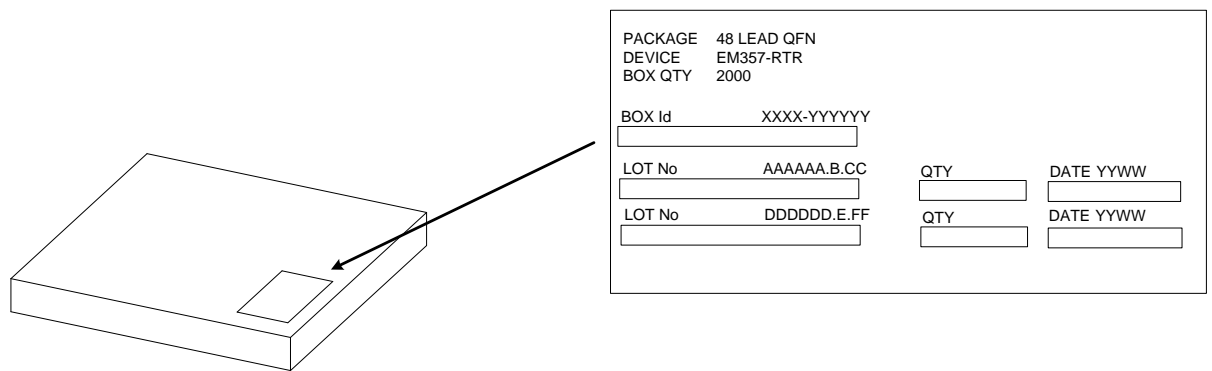 PACKAGE 48 LEAD QFN
DEVICE EM357-RTR
BOX QTY 2000
BOX Id XXXX-YYYYYY
LOT No AAAAAA.B.CC QTY DATE YYWW
LOT No DDDDDD.E.FF QTY DATE YYWW